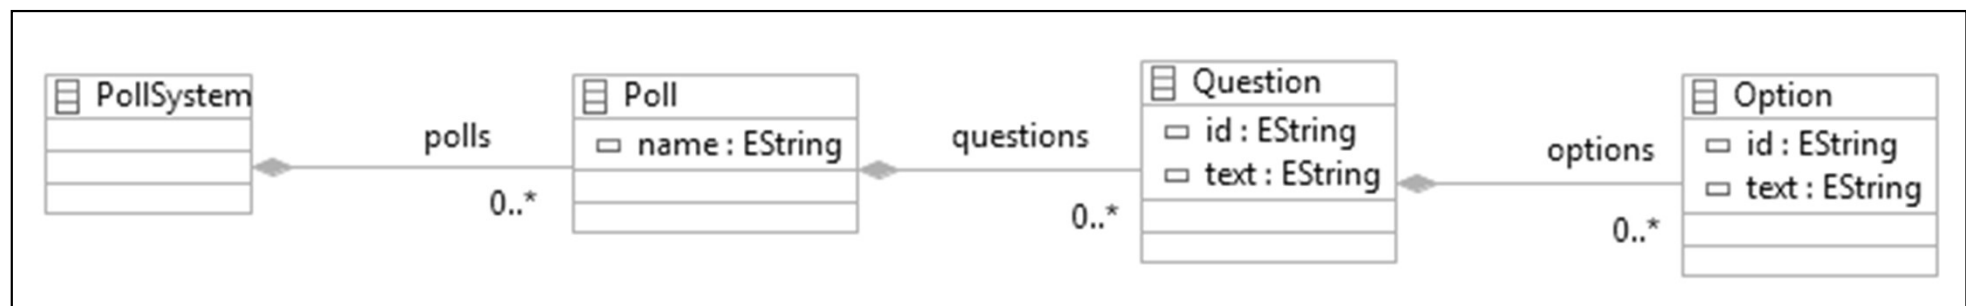 PollSystem
polls
0..*
Poll
name : EString
questions
0..*
Question
id : EString
text : EString
options
0..*
Option
id : EString
text : EString